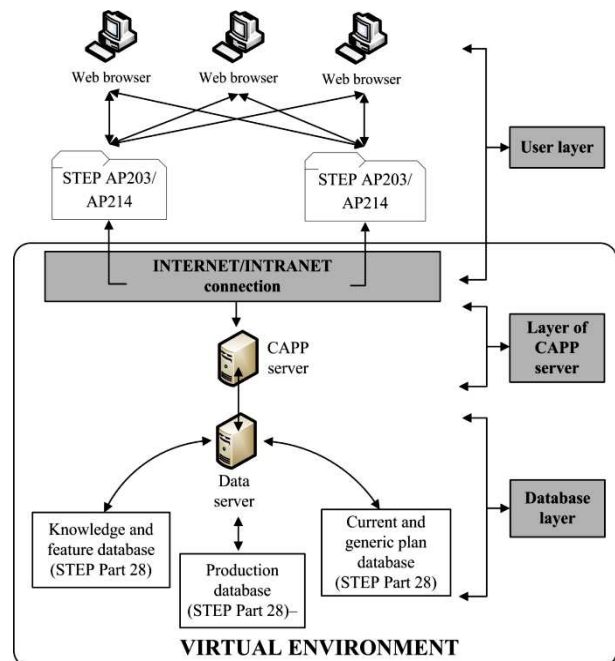 Web browser
Web browser
Web browser
STEP AP203/
AP214
STEP AP203/
AP214
User layer
INTERNET/INTRANET
connection
CAPP
server
Layer of
CAPP
server
Data
server
Database
layer
Knowledge and
feature database
(STEP Part 28)
Production
database
(STEP Part 28)–
Current and
generic plan
database
(STEP Part 28)
VIRTUAL ENVIRONMENT